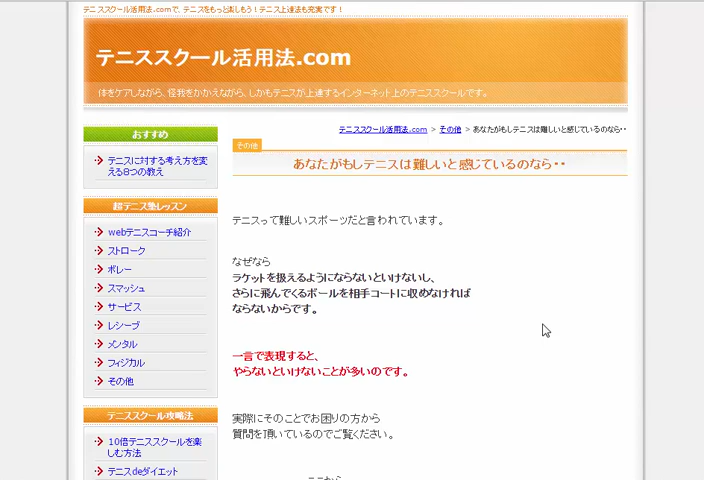 テニススクール活用法.comで、テニスをもっと楽しもう！テニス上達法も充実です！
テニススクール活用法.com
体をケアしながら、怪我をかかえながら、しかもテニスが上達するインターネット上のテニススクールです。
テニススクール活用法.com > その他 > あなたがもしテニスは難しいと感じているのなら・・
おすすめ
テニスに対する考え方を変
える8つの教え
超テニス塾レッスン
webテニスコーチ紹介
ストローク
ボレー
スマッシュ
サービス
レシーブ
メンタル
フィジカル
その他
テニススクール攻略法
10倍テニススクールを楽
しむ方法
テニスdeダイエット
その他
あなたがもしテニスは難しいと感じているのなら・・
テニスって難しいスポーツだと言われています。
なぜなら
ラケットを扱えるようにならないといけないし、
さらに飛んでくるボールを相手コートに収めなければ
ならないからです。
一言で表現すると、
やらないといけないことが多いのです。
実際にそのことでお困りの方から
質問を頂いているのでご覧ください。